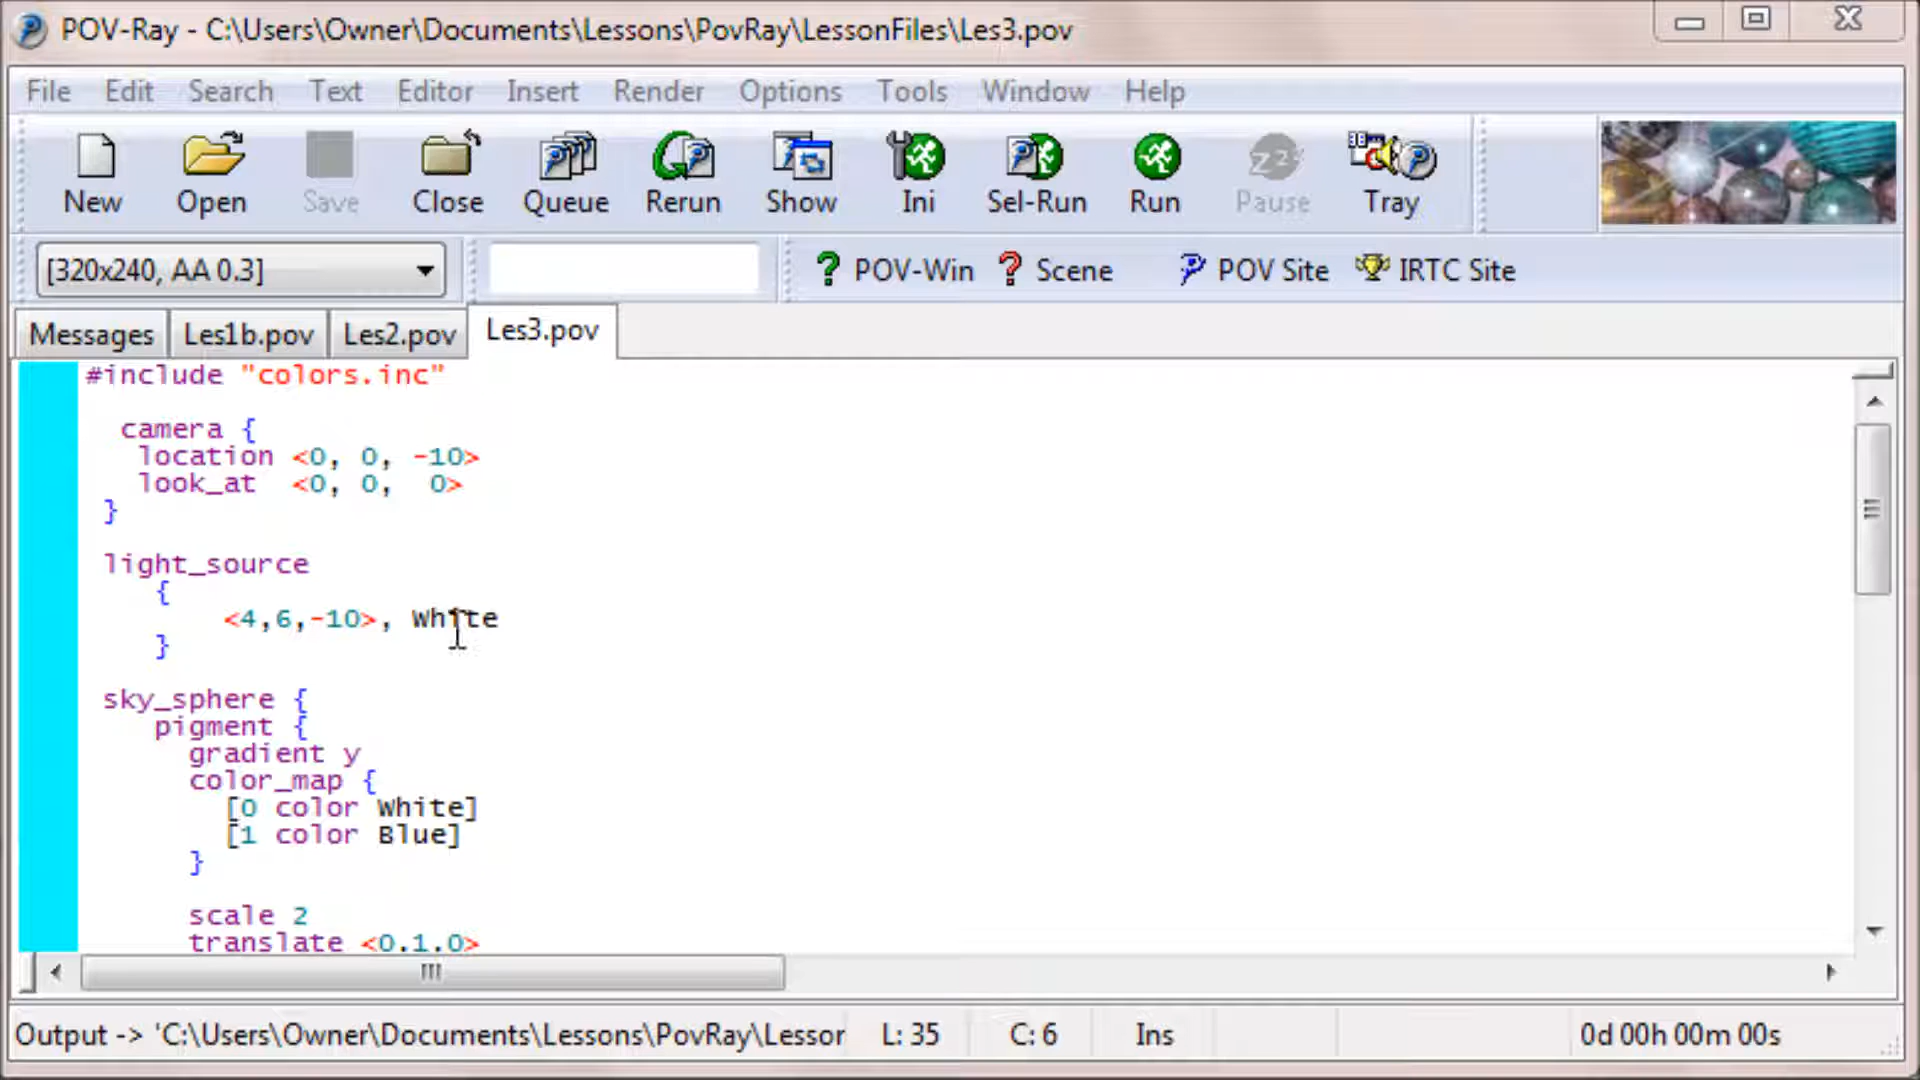 POV-Ray - C:\Users\Owner\Documents\Lessons\PovRay\LessonFiles\Les3.pov
File Edit Search Text Editor Insert Render Options Tools Window Help
New Open Save Close Queue Rerun Show Ini Sel-Run Run Pause Tray
[320x240, AA 0.3] POV-Win Scene POV Site IRTC Site
Messages Les1b.pov Les2.pov Les3.pov
#include "colors.inc"
camera {
location <0, 0, -10>
look_at <0, 0, 0>
}
light_source
{
<4,6,-10>, White
}
sky_sphere {
pigment {
gradient y
color_map {
[0 color White]
[1 color Blue]
}
scale 2
translate <0.1.0>
Output -> 'C:\Users\Owner\Documents\Lessons\PovRay\Lessor L: 35 C: 6 Ins 0d 00h 00m 00s